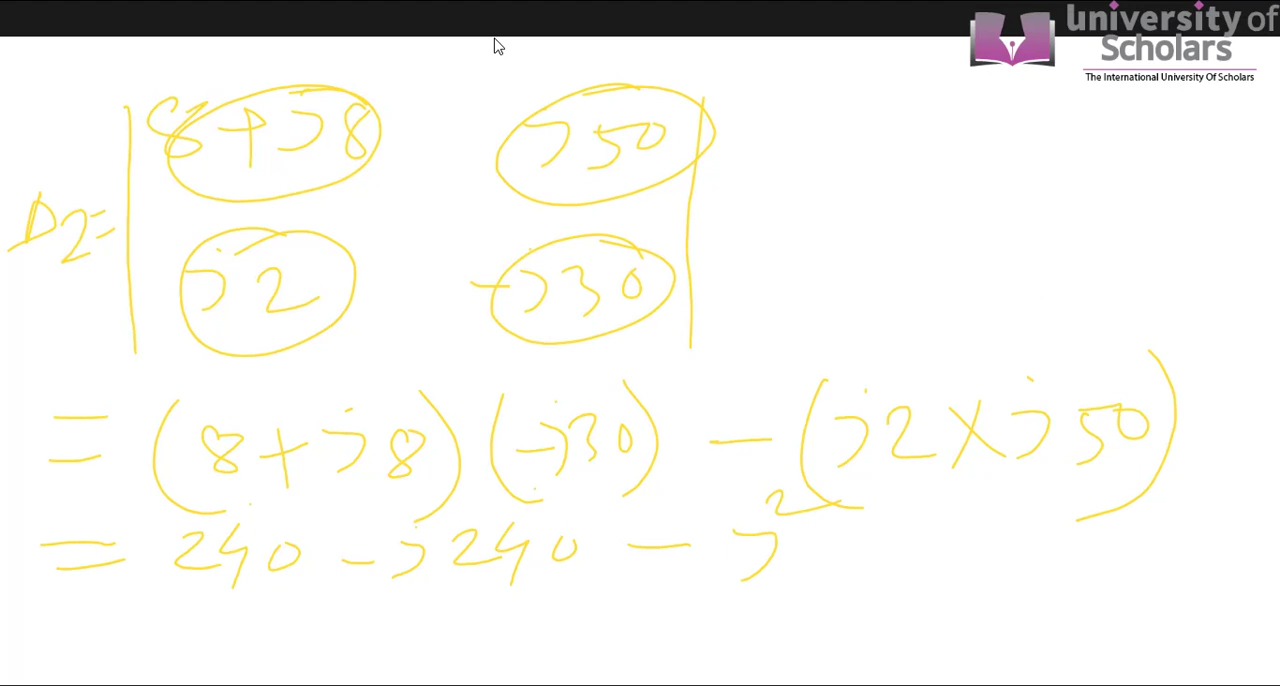 university of
Scholars
The International University Of Scholars
8+j8 j50
Δ2=
j2 -j30
= (8+j8) (-j30) - (j2×j50)
= 240 - j240 - j²